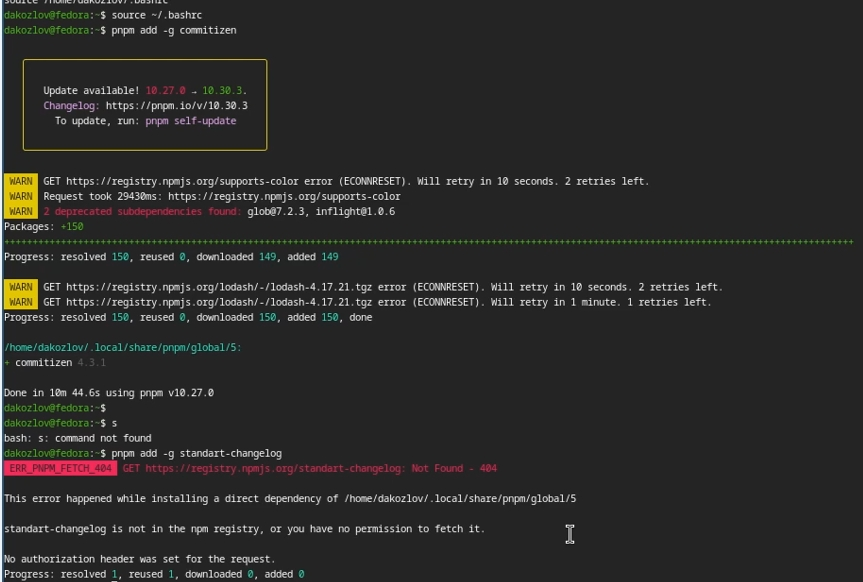 source /home/dakozlov/.bashrc
dakozlov@fedora:~$ source ~/.bashrc
dakozlov@fedora:~$ pnpm add -g commitizen
Update available! 10.27.0 → 10.30.3.
Changelog: https://pnpm.io/v/10.30.3
To update, run: pnpm self-update
WARN GET https://registry.npmjs.org/supports-color error (ECONNRESET). Will retry in 10 seconds. 2 retries left.
WARN Request took 29430ms: https://registry.npmjs.org/supports-color
WARN 2 deprecated subdependencies found: glob@7.2.3, inflight@1.0.6
Packages: +150
++++++++++++++++++++++++++++++++++++++++++++++++++++++++++++++++++++++++++++++++++++++++++++++++++++++++++++++++++++++++++++++++++++++++++++++++++++++
Progress: resolved 150, reused 0, downloaded 149, added 149
WARN GET https://registry.npmjs.org/lodash/-/lodash-4.17.21.tgz error (ECONNRESET). Will retry in 10 seconds. 2 retries left.
WARN GET https://registry.npmjs.org/lodash/-/lodash-4.17.21.tgz error (ECONNRESET). Will retry in 1 minute. 1 retries left.
Progress: resolved 150, reused 0, downloaded 150, added 150, done
/home/dakozlov/.local/share/pnpm/global/5:
+ commitizen 4.3.1
Done in 10m 44.6s using pnpm v10.27.0
dakozlov@fedora:~$
dakozlov@fedora:~$ s
bash: s: command not found
dakozlov@fedora:~$ pnpm add -g standart-changelog
ERR_PNPM_FETCH_404 GET https://registry.npmjs.org/standart-changelog: Not Found - 404
This error happened while installing a direct dependency of /home/dakozlov/.local/share/pnpm/global/5
standart-changelog is not in the npm registry, or you have no permission to fetch it.
No authorization header was set for the request.
Progress: resolved 1, reused 1, downloaded 0, added 0